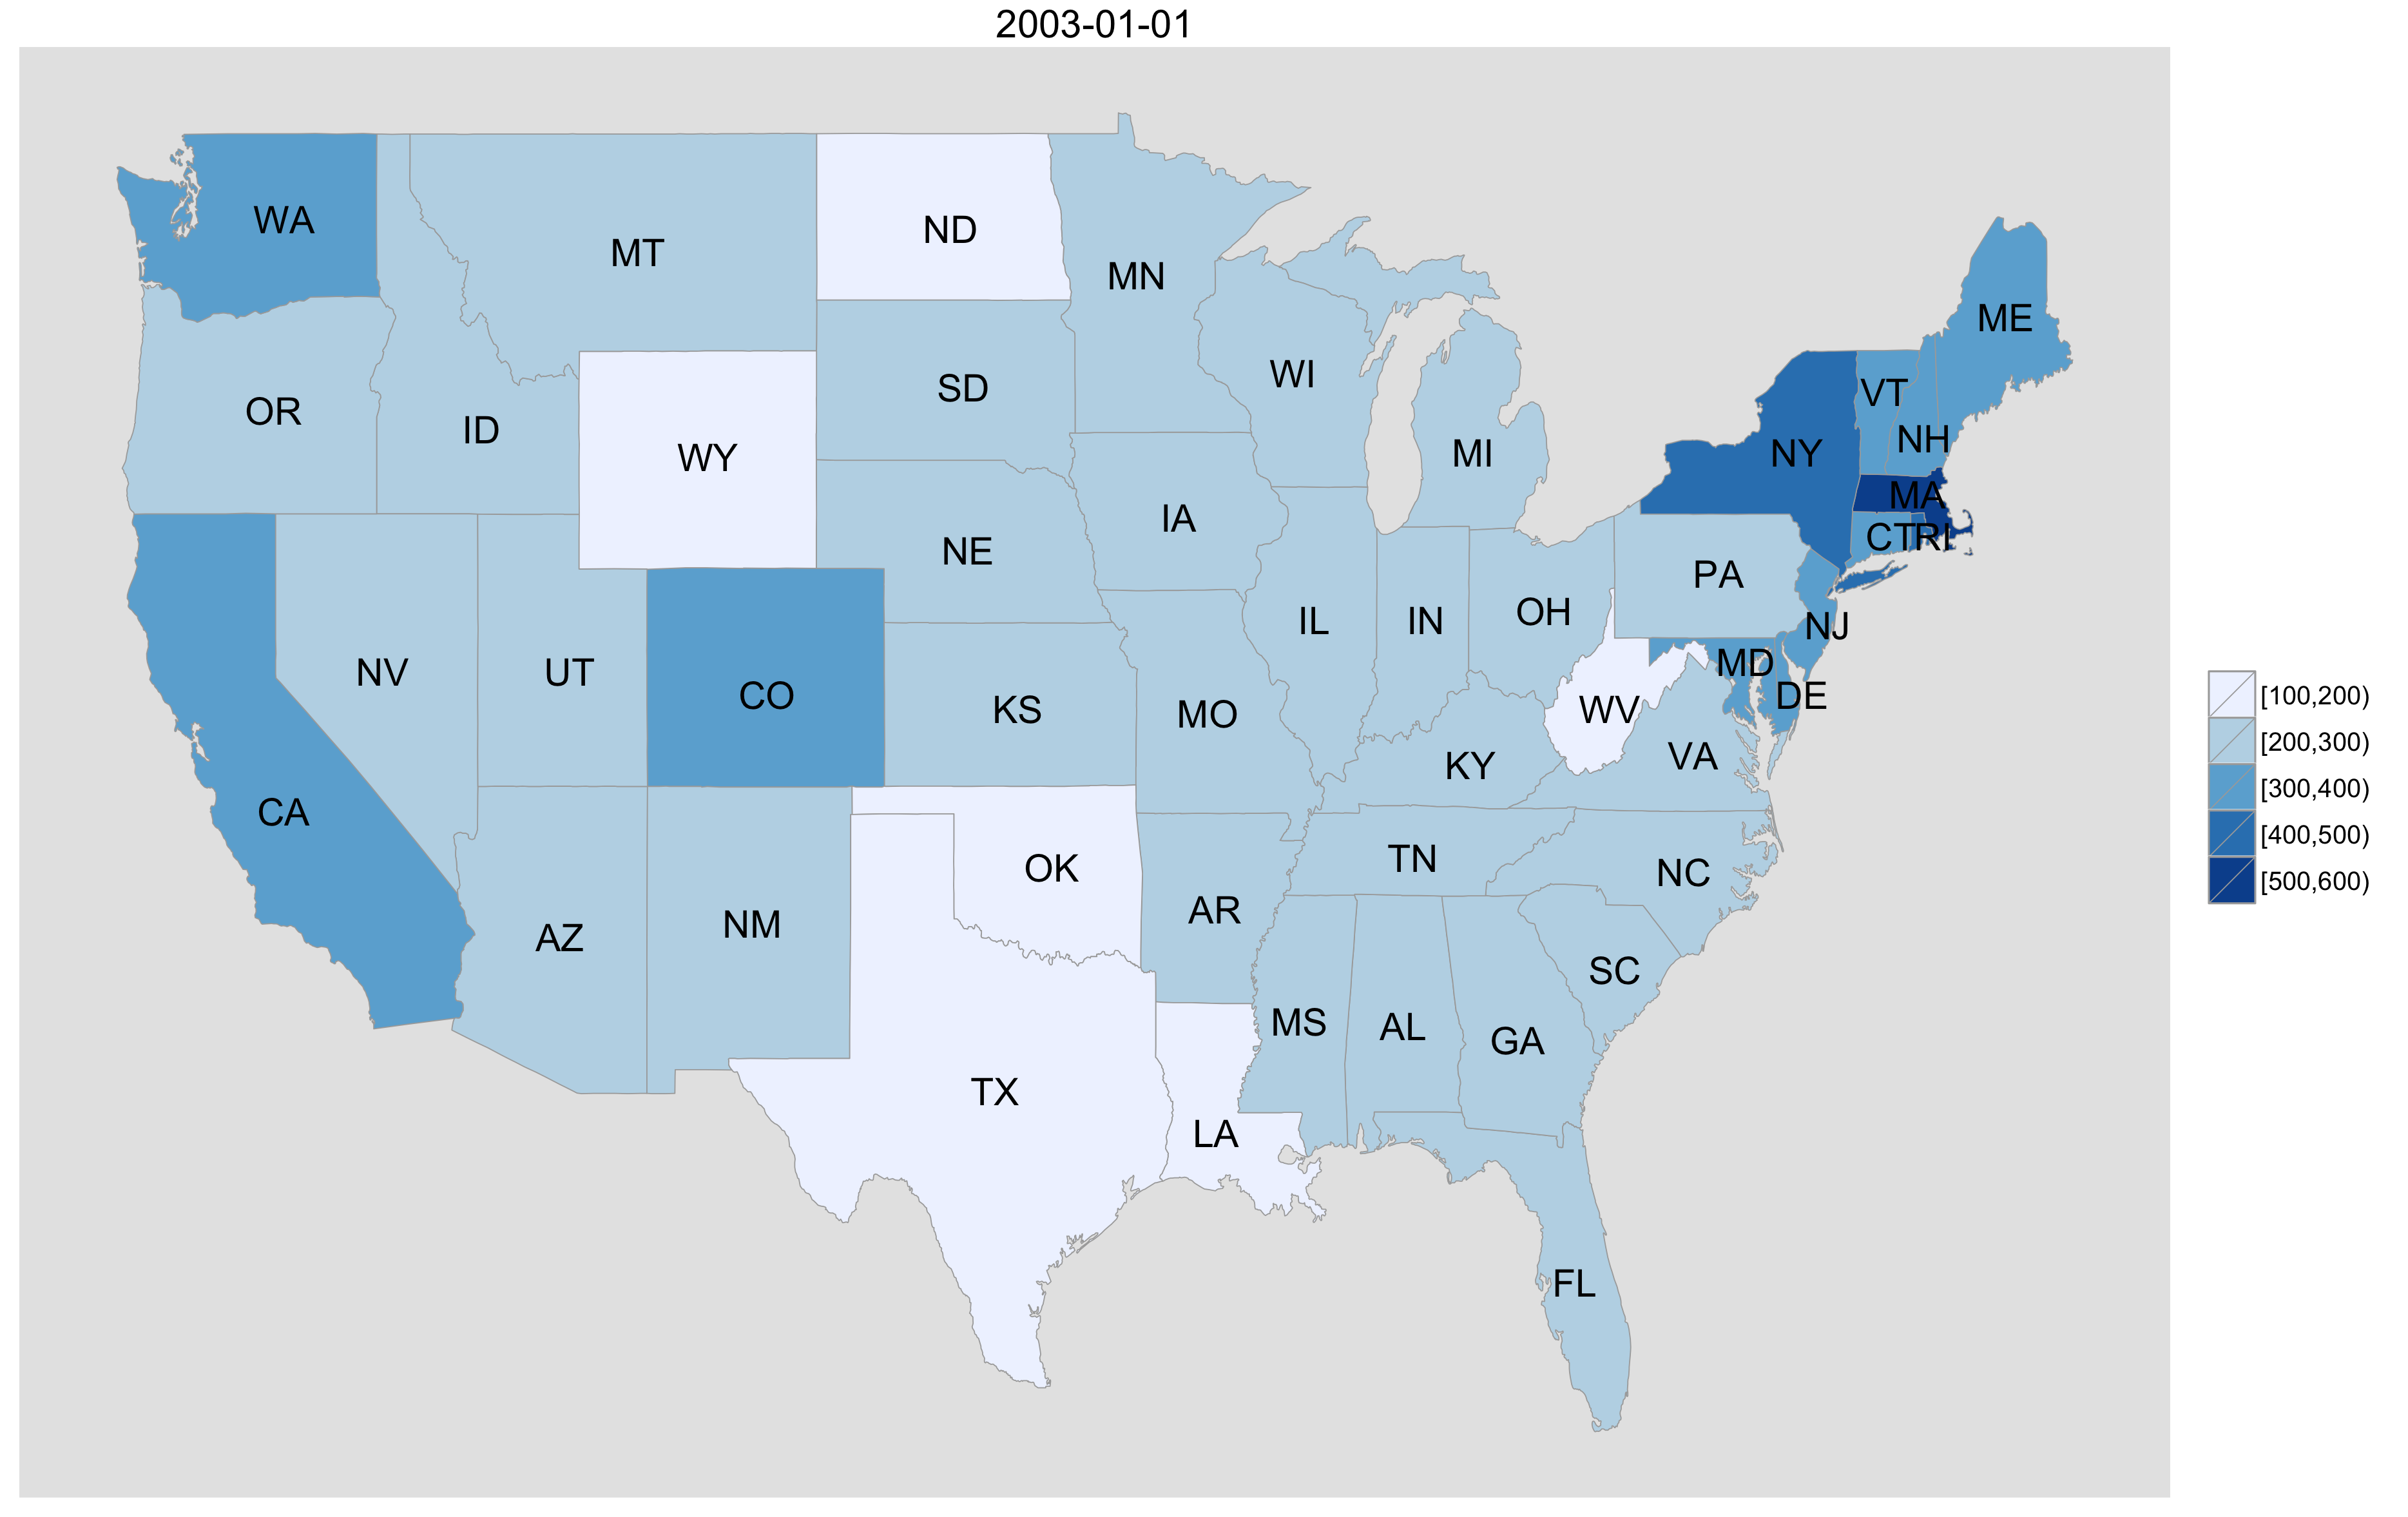 2003-01-01
WA
MT
ND
MN
ME
OR
ID
WY
SD
WI
MI
VT
NY
NH
MA
CT
RI
NE
IA
PA
NV
UT
CO
KS
MO
IL
IN
OH
NJ
MD
DE
WV
VA
KY
CA
AZ
NM
OK
AR
TN
NC
SC
TX
LA
MS
AL
GA
FL
[100,200)
[200,300)
[300,400)
[400,500)
[500,600)